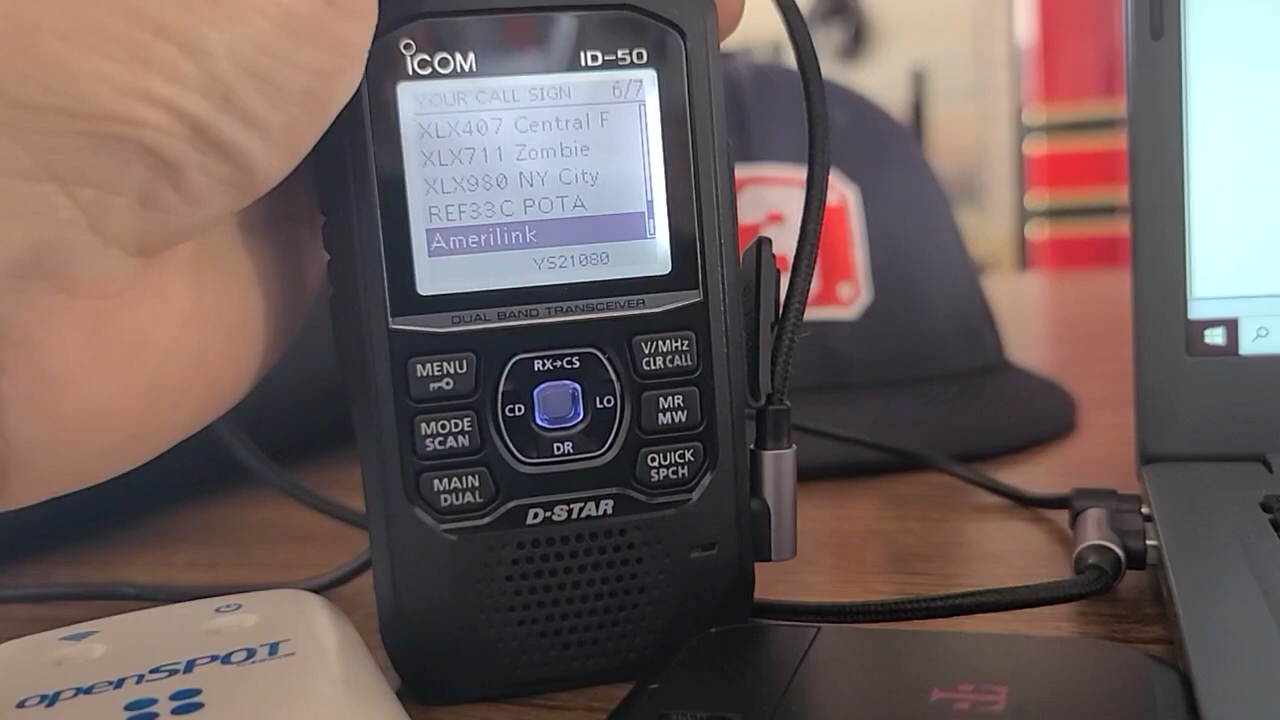 iCOM ID-50
YOUR CALL SIGN 6/7
XLX407 Central F
XLX711 Zombie
XLX980 NY City
REF33C POTA
Amerilink
YS21080
DUAL BAND TRANSCEIVER
MENU
RX→CS
V/MHz
CLR CALL
CD
LO
MODE
SCAN
MR
MW
DR
MAIN
DUAL
QUICK
SPCH
D-STAR
openSPOT